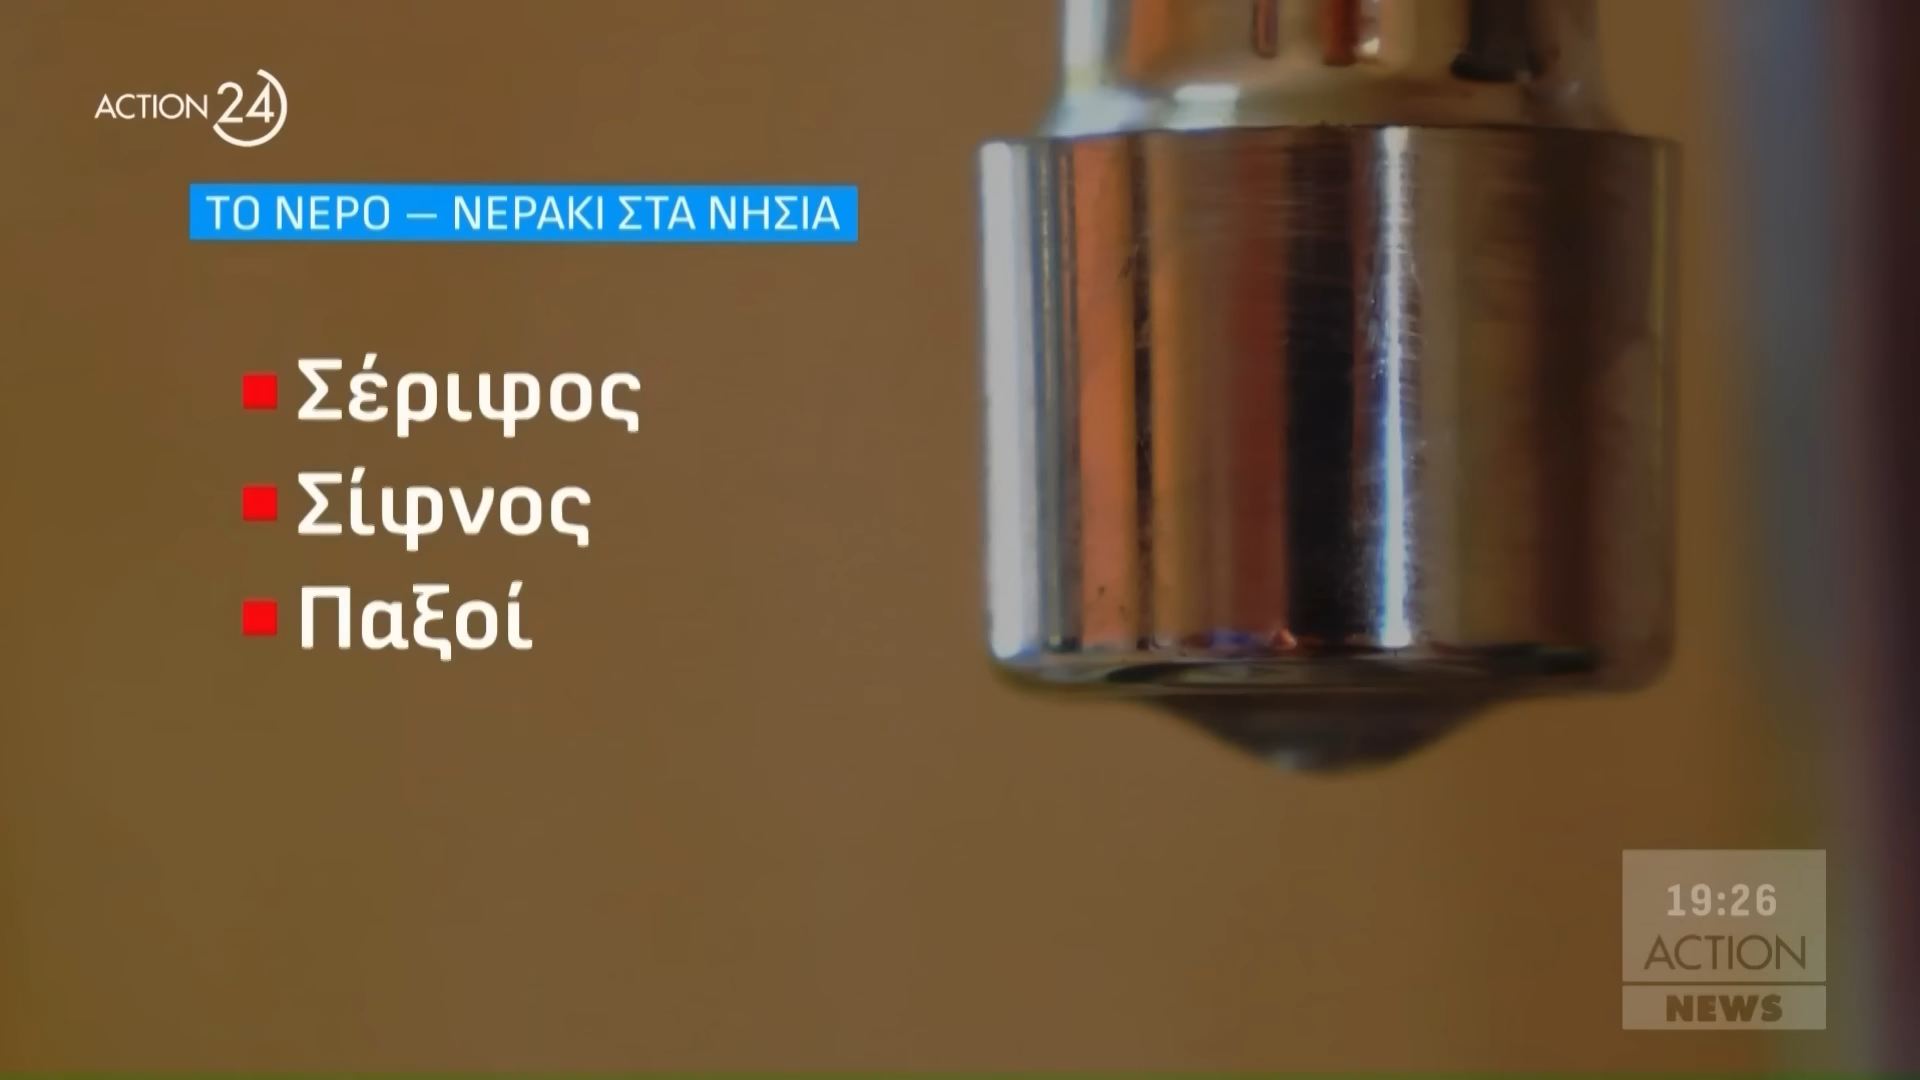 ACTION 24
ΤΟ ΝΕΡΟ – ΝΕΡΑΚΙ ΣΤΑ ΝΗΣΙΑ
Σέριφος
Σίφνος
Παξοί
19:26
ACTION
NEWS